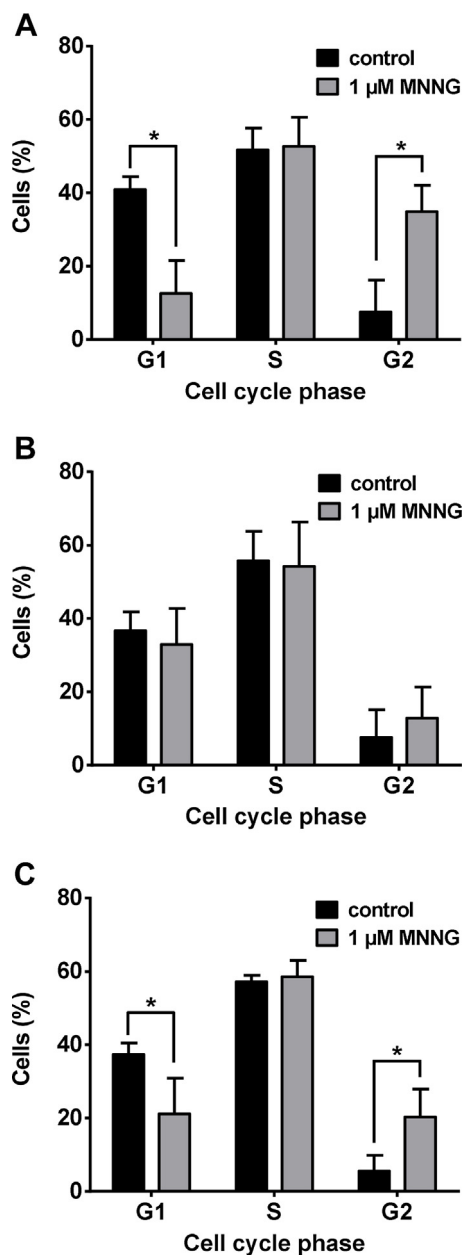 A
80
control
1 µM MNNG
60
40
20
0
Cells (%)
*
*
G1 S G2
Cell cycle phase
B
80
control
1 µM MNNG
60
40
20
0
Cells (%)
G1 S G2
Cell cycle phase
C
80
control
1 µM MNNG
60
40
20
0
Cells (%)
*
*
G1 S G2
Cell cycle phase